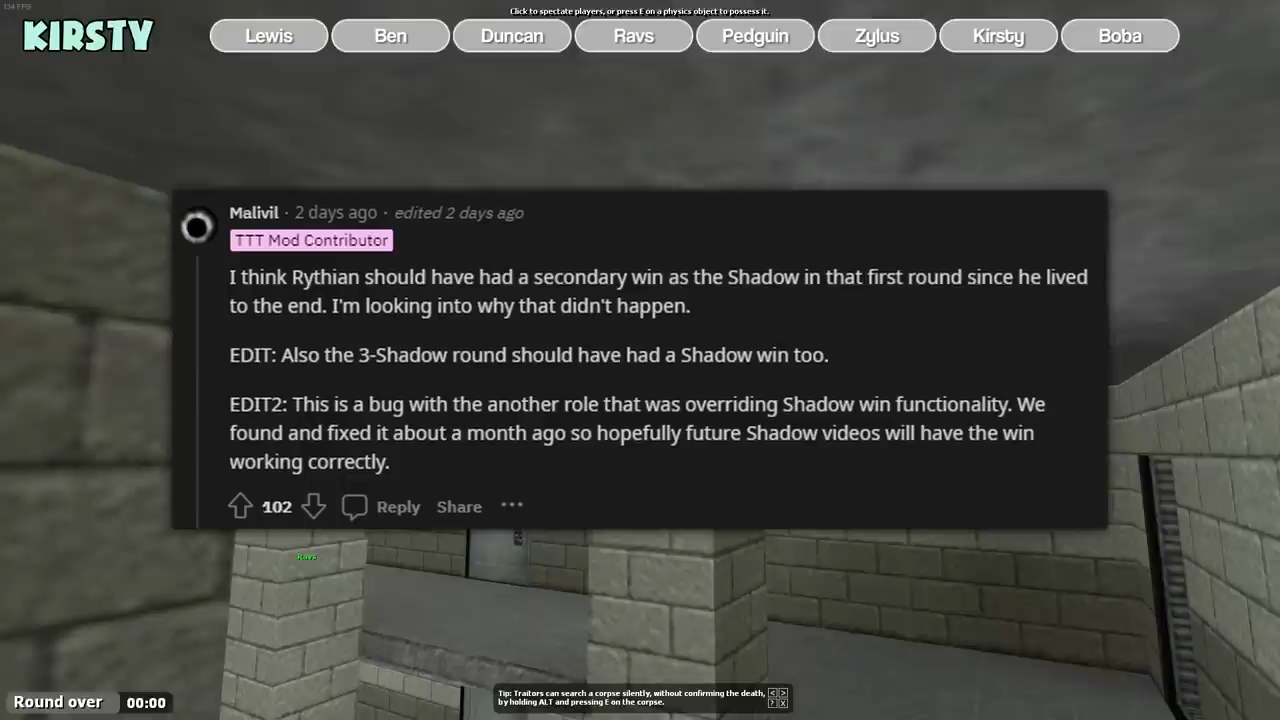 134 FPS
Click to spectate players, or press E on a physics object to possess it.
KIRSTY
Lewis Ben Duncan Ravs Pedguin Zylus Kirsty Boba
Malivil · 2 days ago · edited 2 days ago
TTT Mod Contributor
I think Rythian should have had a secondary win as the Shadow in that first round since he lived
to the end. I'm looking into why that didn't happen.
EDIT: Also the 3-Shadow round should have had a Shadow win too.
EDIT2: This is a bug with the another role that was overriding Shadow win functionality. We
found and fixed it about a month ago so hopefully future Shadow videos will have the win
working correctly.
102 Reply Share ···
Ravs
Tip: Traitors can search a corpse silently, without confirming the death, < >
by holding ALT and pressing E on the corpse. ? X
Round over 00:00